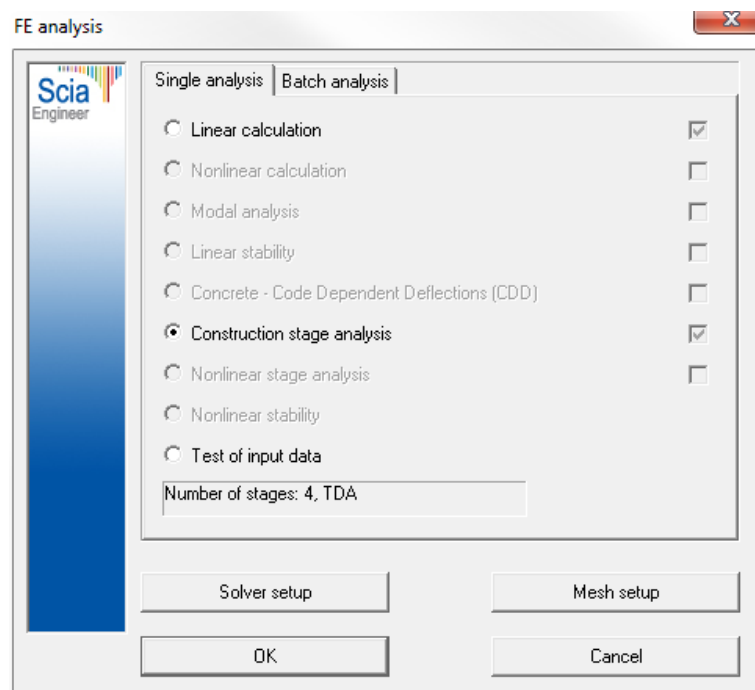 FE analysis
Scia
Engineer
Single analysis
Batch analysis
Linear calculation
Nonlinear calculation
Modal analysis
Linear stability
Concrete - Code Dependent Deflections (CDD)
Construction stage analysis
Nonlinear stage analysis
Nonlinear stability
Test of input data
Number of stages: 4, TDA
Solver setup
Mesh setup
OK
Cancel